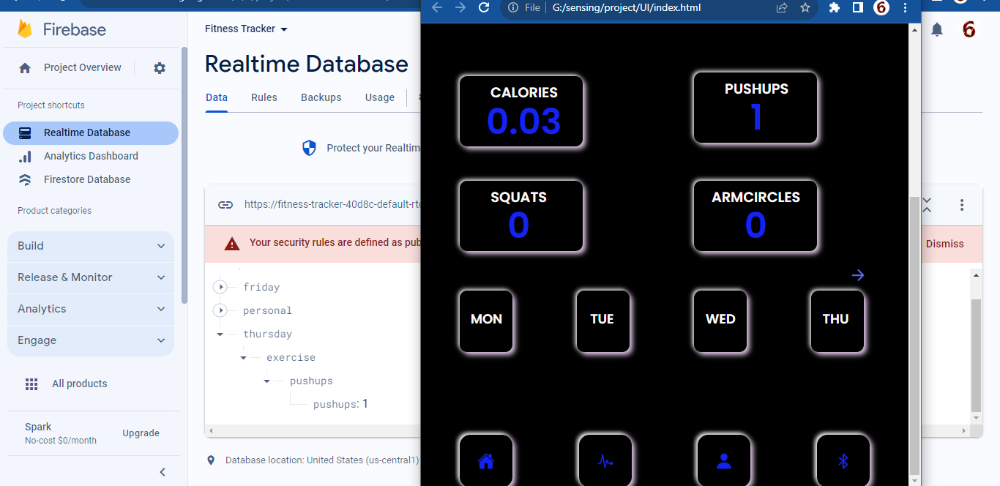 File
G:/sensing/project/UI/index.html
Firebase
Project Overview
Project shortcuts
Realtime Database
Analytics Dashboard
Firestore Database
Product categories
Build
Release & Monitor
Analytics
Engage
All products
Spark
No-cost $0/month
Upgrade
Fitness Tracker
Realtime Database
Data Rules Backups Usage
Protect your Realtim
https://fitness-tracker-40d8c-default-rtd
Your security rules are defined as pub
Dismiss
friday
personal
thursday
exercise
pushups
pushups: 1
Database location: United States (us-central1)
CALORIES
0.03
PUSHUPS
1
SQUATS
0
ARMCIRCLES
0
MON TUE WED THU
6
6